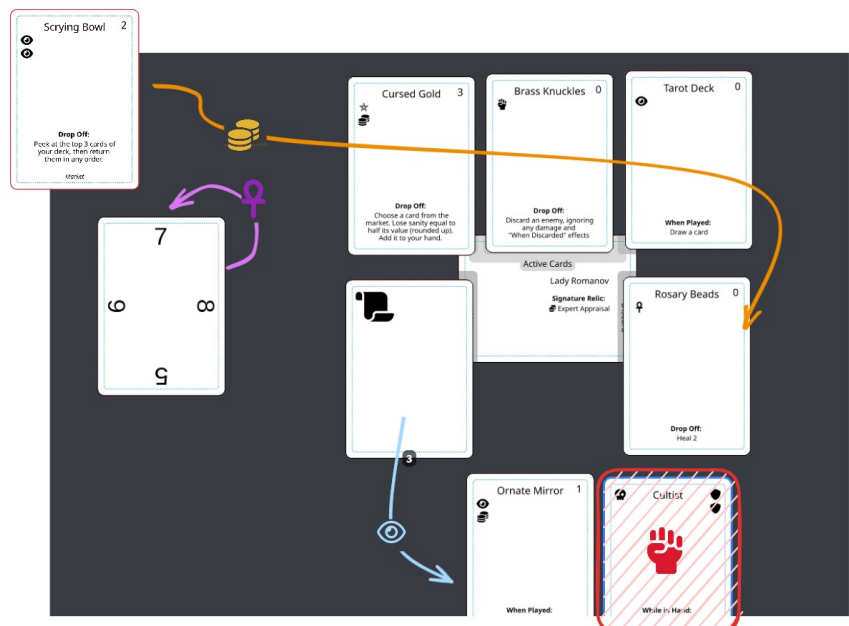 Scrying Bowl 2
Drop Off:
Peek at the top 3 cards of
your deck, then return
them in any order.
Market
Cursed Gold 3
Drop Off:
Choose a card from the
market. Lose sanity equal to
half its value (rounded up).
Add it to your hand.
Brass Knuckles 0
Drop Off:
Discard an enemy, ignoring
any damage and
"When Discarded" effects
Tarot Deck 0
When Played:
Draw a card
7
9
8
5
Active Cards
Lady Romanov
Signature Relic:
Expert Appraisal
Rosary Beads 0
Drop Off:
Heal 2
3
Ornate Mirror 1
When Played:
Cultist
While in Hand: